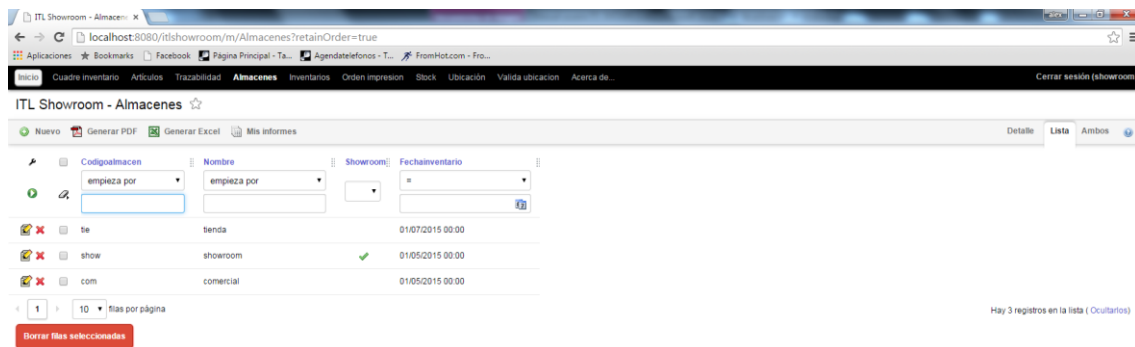 ITL Showroom - Almacenc
localhost:8080/itlshowroom/m/Almacenes?retainOrder=true
Aplicaciones Bookmarks Facebook Página Principal - Ta... Agendatelefonos - T... FromHot.com - Fro...
Inicio Cuadre inventario Artículos Trazabilidad Almacenes Inventarios Orden impresion Stock Ubicación Valida ubicacion Acerca de... Cerrar sesión (showroom
ITL Showroom - Almacenes
Nuevo Generar PDF Generar Excel Mis informes Detalle Lista Ambos
Codigoalmacen Nombre Showroom Fechainventario
empieza por empieza por =
tie tienda 01/07/2015 00:00
show showroom 01/05/2015 00:00
com comercial 01/05/2015 00:00
1 10 filas por página Hay 3 registros en la lista ( Ocultarlos)
Borrar filas seleccionadas